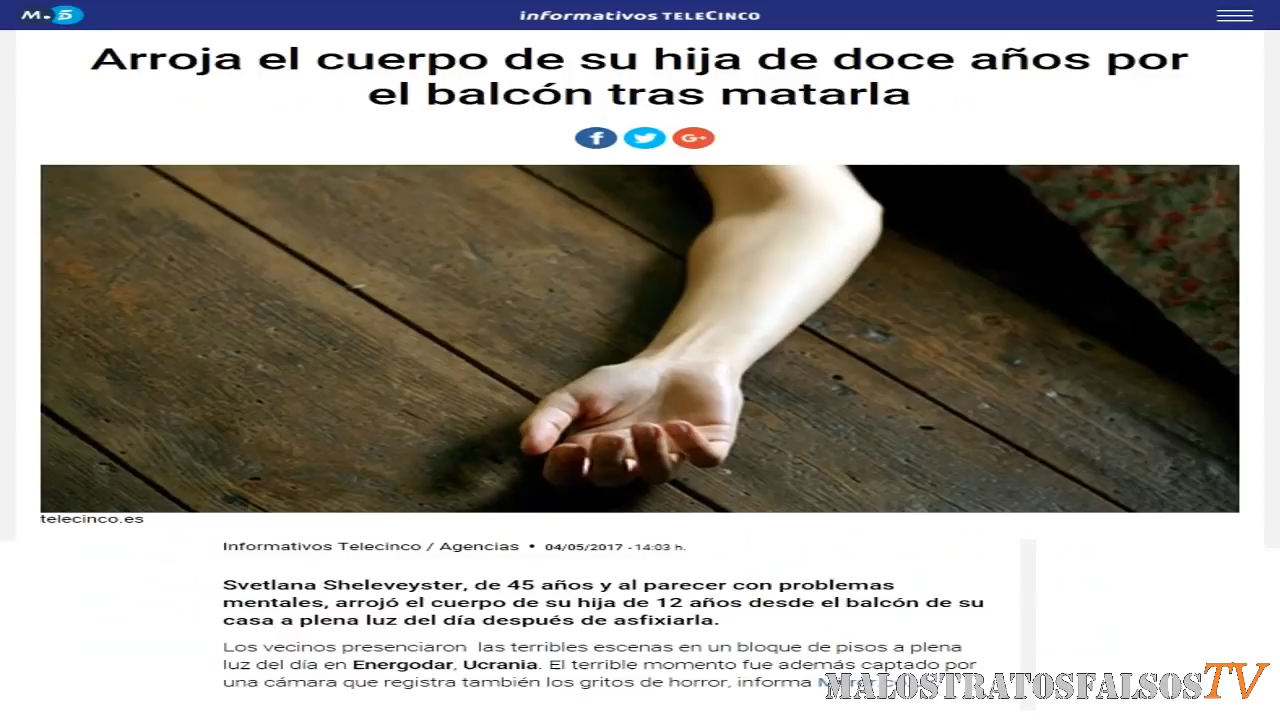 M.5
informativos TELECINCO
Arroja el cuerpo de su hija de doce años por
el balcón tras matarla
f G+
telecinco.es
Informativos Telecinco / Agencias • 04/05/2017 - 14:03 h.
Svetlana Sheleveyster, de 45 años y al parecer con problemas
mentales, arrojó el cuerpo de su hija de 12 años desde el balcón de su
casa a plena luz del día después de asfixiarla.
Los vecinos presenciaron las terribles escenas en un bloque de pisos a plena
luz del día en Energodar, Ucrania. El terrible momento fue además captado por
una cámara que registra también los gritos de horror, informa
MALOSTRATOSFALSOSTV